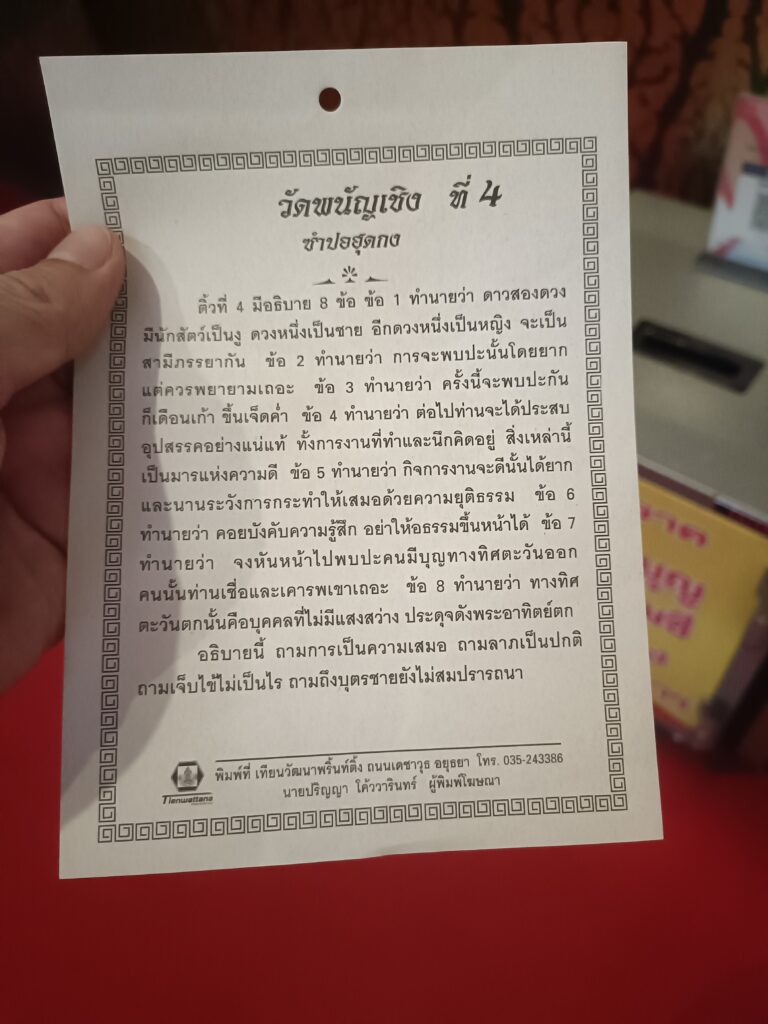 วัดพนัญเชิง ที่ 4
ซำปอฮุดกง
ติ้วที่ 4 มีอธิบาย 8 ข้อ ข้อ 1 ทำนายว่า ดาวสองดวง
มีนักสัตว์เป็นงู ดวงหนึ่งเป็นชาย อีกดวงหนึ่งเป็นหญิง จะเป็น
สามีภรรยากัน ข้อ 2 ทำนายว่า การจะพบปะนั้นโดยยาก
แต่ควรพยายามเถอะ ข้อ 3 ทำนายว่า ครั้งนี้จะพบปะกัน
ก็เดือนเก้า ขึ้นเจ็ดค่ำ ข้อ 4 ทำนายว่า ต่อไปท่านจะได้ประสบ
อุปสรรคอย่างแน่แท้ ทั้งการงานที่ทำและนึกคิดอยู่ สิ่งเหล่านี้
เป็นมารแห่งความดี ข้อ 5 ทำนายว่า กิจการงานจะดีนั้นได้ยาก
และนานระวังการกระทำให้เสมอด้วยความยุติธรรม ข้อ 6
ทำนายว่า คอยบังคับความรู้สึก อย่าให้อธรรมขึ้นหน้าได้ ข้อ 7
ทำนายว่า จงหันหน้าไปพบปะคนมีบุญทางทิศตะวันออก
คนนั้นท่านเชื่อและเคารพเขาเถอะ ข้อ 8 ทำนายว่า ทางทิศ
ตะวันตกนั้นคือบุคคลที่ไม่มีแสงสว่าง ประดุจดังพระอาทิตย์ตก
อธิบายนี้ ถามการเป็นความเสมอ ถามลาภเป็นปกติ
ถามเจ็บไข้ไม่เป็นไร ถามถึงบุตรชายยังไม่สมปรารถนา
พิมพ์ที่ เทียนวัฒนาพริ้นท์ติ้ง ถนนเดชาวุธ อยุธยา โทร. 035-243386
นายปริญญา โค้ววารินทร์ ผู้พิมพ์โฆษณา
Tienwattana